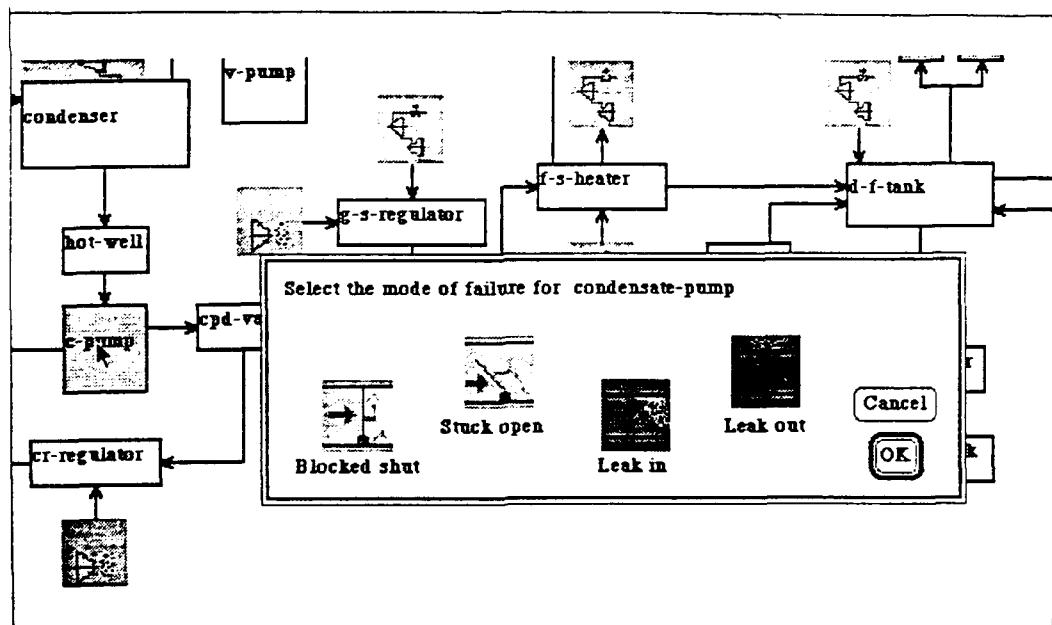 v-pump
condenser
f-s-heater
d-f-tank
g-s-regulator
hot-well
Select the mode of failure for condensate-pump
c-pump
cpd-va
r
Cancel
Stuck open
Leak out
Blocked shut
Leak in
OK
k
cr-regulator